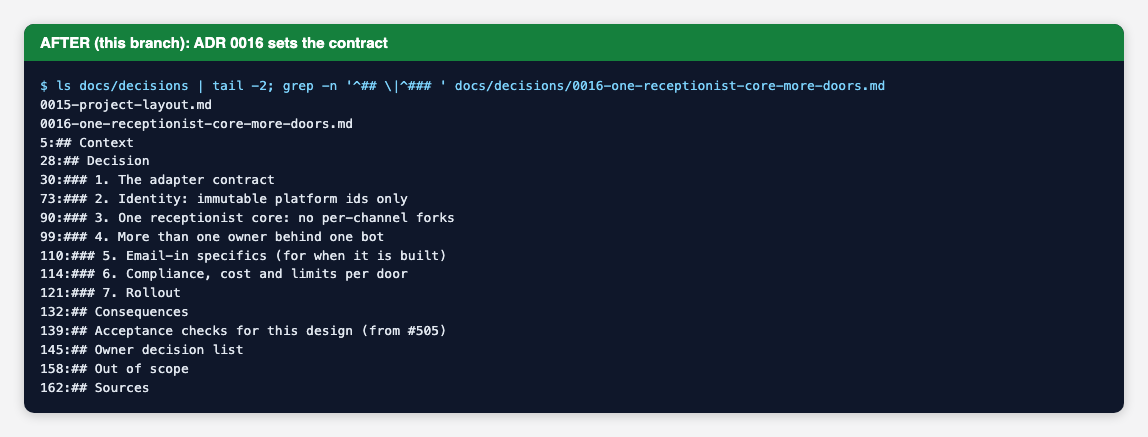 AFTER (this branch): ADR 0016 sets the contract
$ ls docs/decisions | tail -2; grep -n '^## \|^### ' docs/decisions/0016-one-receptionist-core-more-doors.md
0015-project-layout.md
0016-one-receptionist-core-more-doors.md
5:## Context
28:## Decision
30:### 1. The adapter contract
73:### 2. Identity: immutable platform ids only
90:### 3. One receptionist core: no per-channel forks
99:### 4. More than one owner behind one bot
110:### 5. Email-in specifics (for when it is built)
114:### 6. Compliance, cost and limits per door
121:### 7. Rollout
132:## Consequences
139:## Acceptance checks for this design (from #505)
145:## Owner decision list
158:## Out of scope
162:## Sources